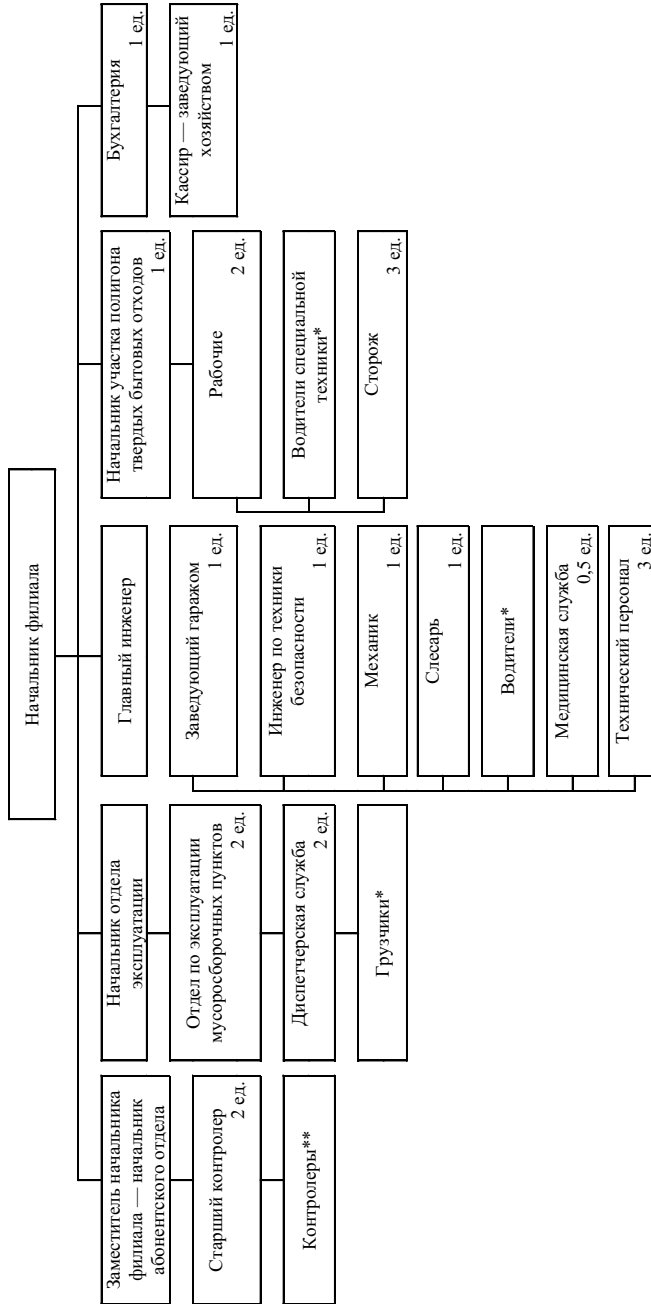 Начальник филиала
Заместитель начальника
филиала — начальник
абонентского отдела
Старший контролер
2 ед.
Контролеры**
Начальник отдела
эксплуатации
Отдел по эксплуатации
мусоросборочных пунктов
2 ед.
Диспетчерская служба
2 ед.
Грузчики*
Главный инженер
Заведующий гаражом
1 ед.
Инженер по техники
безопасности
1 ед.
Механик
1 ед.
Слесарь
1 ед.
Водители*
Медицинская служба
0,5 ед.
Технический персонал
3 ед.
Начальник участка полигона
твердых бытовых отходов
1 ед.
Рабочие
2 ед.
Водители специальной
техники*
Сторож
3 ед.
Бухгалтерия
1 ед.
Кассир — заведующий
хозяйством
1 ед.